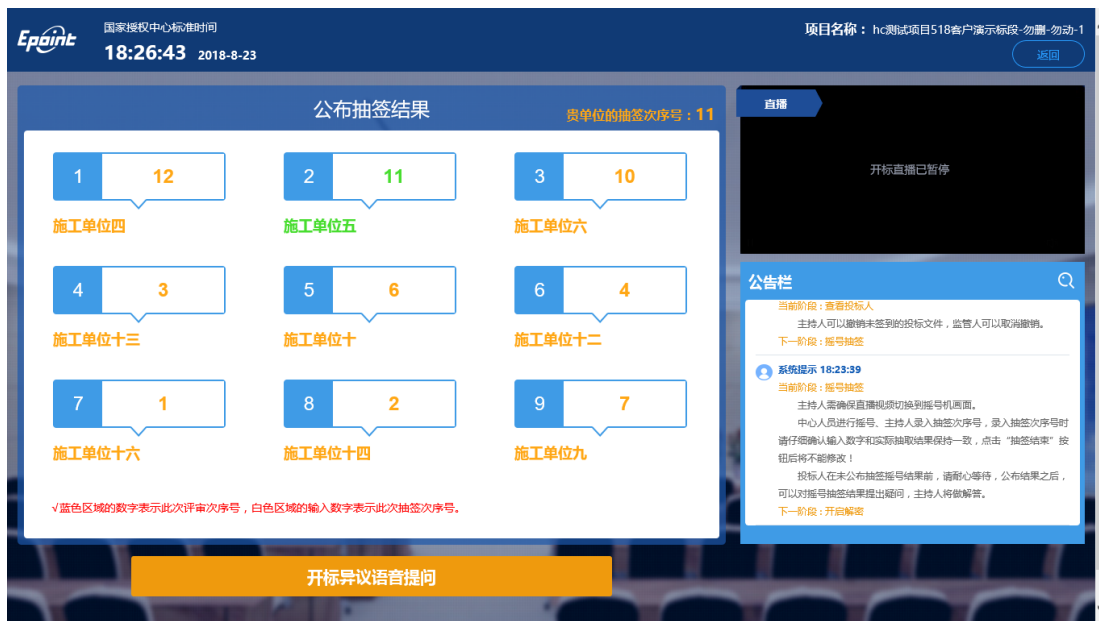 Epoint
国家授权中心标准时间
18:26:43 2018-8-23
项目名称：hc测试项目518客户演示标段-勿删-勿动-1
返回
公布抽签结果
贵单位的抽签次序号：11
1 12
施工单位四
2 11
施工单位五
3 10
施工单位六
4 3
施工单位十三
5 6
施工单位十
6 4
施工单位十二
7 1
施工单位十六
8 2
施工单位十四
9 7
施工单位九
√蓝色区域的数字表示此次评审次序号，白色区域的输入数字表示此次抽签次序号。
开标异议语音提问
直播
开标直播已暂停
公告栏
当前阶段：查看投标人
主持人可以撤销未签到的投标文件，监管人可以取消撤销。
下一阶段：摇号抽签
系统提示 18:23:39
当前阶段：摇号抽签
主持人需确保直播视频切换到摇号机画面。
中心人员进行摇号、主持人录入抽签次序号，录入抽签次序号时
请仔细确认输入数字和实际抽取结果保持一致，点击“抽签结束”按
钮后将不能修改！
投标人在未公布抽签摇号结果前，请耐心等待，公布结果之后，
可以对摇号抽签结果提出疑问，主持人将做解答。
下一阶段：开启解密